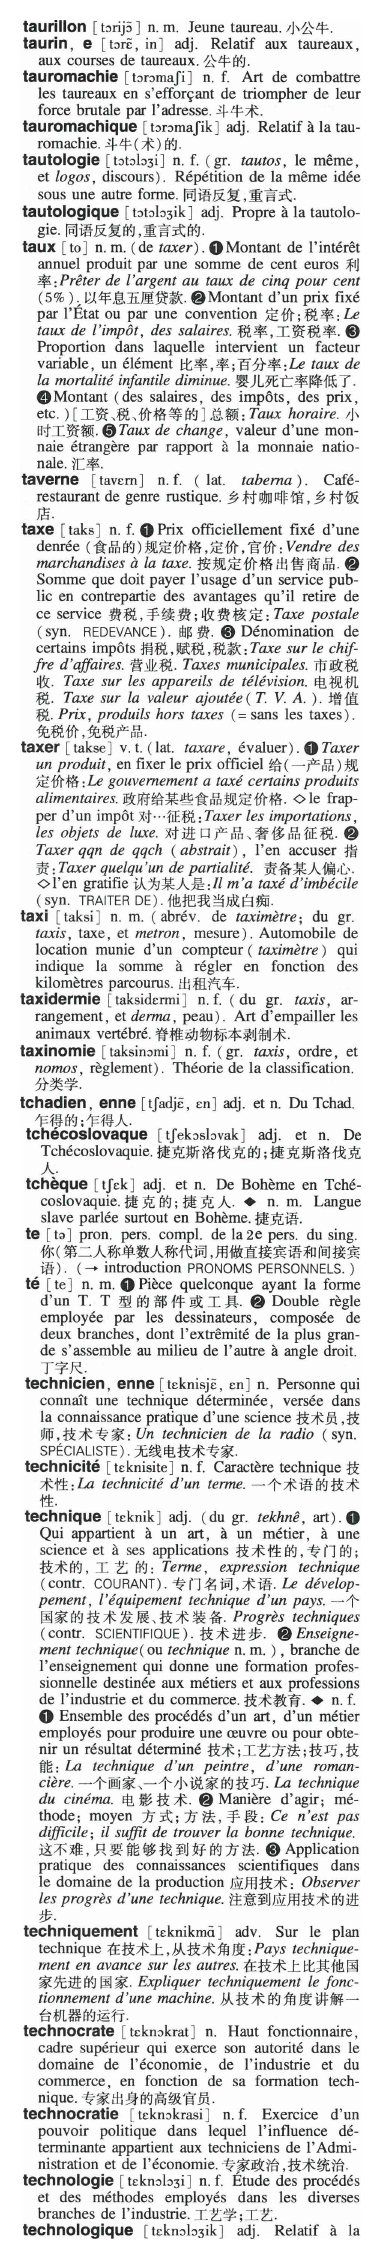 taurillon [tɔrijɔ̃] n. m. Jeune taureau. 小公牛.
taurin, e [tɔrɛ̃, in] adj. Relatif aux taureaux,
aux courses de taureaux. 公牛的.
tauromachie [tɔrɔmaʃi] n. f. Art de combattre
les taureaux en s'efforçant de triompher de leur
force brutale par l'adresse. 斗牛术.
tauromachique [tɔrɔmaʃik] adj. Relatif à la tau-
romachie. 斗牛(术)的.
tautologie [tɔtɔlɔʒi] n. f. (gr. tautos, le même,
et logos, discours). Répétition de la même idée
sous une autre forme. 同语反复,重言式.
tautologique [tɔtɔlɔʒik] adj. Propre à la tautolo-
gie. 同语反复的,重言式的.
taux [to] n. m. (de taxer). ❶Montant de l'intérêt
annuel produit par une somme de cent euros 利
率:Prêter de l'argent au taux de cinq pour cent
(5%). 以年息五厘贷款. ❷Montant d'un prix fixé
par l'État ou par une convention 定价;税率:Le
taux de l'impôt, des salaires. 税率,工资税率. ❸
Proportion dans laquelle intervient un facteur
variable, un élément 比率,率;百分率:Le taux de
la mortalité infantile diminue. 婴儿死亡率降低了.
❹Montant (des salaires, des impôts, des prix,
etc.)[工资、税、价格等的]总额:Taux horaire. 小
时工资额. ❺Taux de change, valeur d'une mon-
naie étrangère par rapport à la monnaie natio-
nale. 汇率.
taverne [tavɛrn] n. f. (lat. taberna). Café-
restaurant de genre rustique. 乡村咖啡馆,乡村饭
店.
taxe [taks] n. f. ❶Prix officiellement fixé d'une
denrée (食品的)规定价格,定价,官价:Vendre des
marchandises à la taxe. 按规定价格出售商品. ❷
Somme que doit payer l'usage d'un service pub-
lic en contrepartie des avantages qu'il retire de
ce service 费税,手续费;收费核定:Taxe postale
(syn. REDEVANCE). 邮费. ❸ Dénomination de
certains impôts 捐税,赋税,税款:Taxe sur le chif-
fre d'affaires. 营业税. Taxes municipales. 市政税
收. Taxe sur les appareils de télévision. 电视机
税. Taxe sur la valeur ajoutée (T. V. A.). 增值
税. Prix, produils hors taxes (= sans les taxes).
免税价,免税产品.
taxer [takse] v. t. (lat. taxare, évaluer). ❶Taxer
un produit, en fixer le prix officiel 给(一产品)规
定价格:Le gouvernement a taxé certains produits
alimentaires. 政府给某些食品规定价格. ◇le frap-
per d'un impôt 对…征税:Taxer les importations,
les objets de luxe. 对进口产品、奢侈品征税. ❷
Taxer qqn de qqch (abstrait), l'en accuser 指
责:Taxer quelqu'un de partialité. 责备某人偏心.
◇l'en gratifie 认为某人是:Il m'a taxé d'imbécile
(syn. TRAITER DE). 他把我当成白痴.
taxi [taksi] n. m. (abrév. de taximètre; du gr.
taxis, taxe, et metron, mesure). Automobile de
location munie d'un compteur (taximètre) qui
indique la somme à régler en fonction des
kilomètres parcourus. 出租汽车.
taxidermie [taksidɛrmi] n. f. (du gr. taxis, ar-
rangement, et derma, peau). Art d'empailler les
animaux vertébré. 脊椎动物标本剥制术.
taxinomie [taksinɔmi] n. f. (gr. taxis, ordre, et
nomos, règlement). Théorie de la classification.
分类学.
tchadien, enne [tʃadjɛ̃, ɛn] adj. et n. Du Tchad.
乍得的;乍得人.
tchécoslovaque [tʃekɔslɔvak] adj. et n. De
Tchécoslovaquie. 捷克斯洛伐克的;捷克斯洛伐克
人.
tchèque [tʃɛk] adj. et n. De Bohème en Tché-
coslovaquie. 捷克的; 捷克人. ◆ n. m. Langue
slave parlée surtout en Bohème. 捷克语.
te [tə] pron. pers. compl. de la 2e pers. du sing.
你(第二人称单数人称代词,用做直接宾语和间接宾
语). (→ introduction PRONOMS PERSONNELS.)
té [te] n. m. ❶ Pièce quelconque ayant la forme
d'un T. T 型的部件或工具. ❷ Double règle
employée par les dessinateurs, composée de
deux branches, dont l'extrêmité de la plus gran-
de s'assemble au milieu de l'autre à angle droit.
丁字尺.
technicien, enne [tɛknisjɛ̃, ɛn] n. Personne qui
connaît une technique déterminée, versée dans
la connaissance pratique d'une science 技术员,技
师,技术专家: Un technicien de la radio (syn.
SPÉCIALISTE). 无线电技术专家.
technicité [tɛknisite] n. f. Caractère technique 技
术性:La technicité d'un terme. 一个术语的技术
性.
technique [tɛknik] adj. (du gr. tekhnê, art). ❶
Qui appartient à un art, à un métier, à une
science et à ses applications 技术性的,专门的;
技术的, 工艺的: Terme, expression technique
(contr. COURANT). 专门名词,术语. Le dévelop-
pement, l'équipement technique d'un pays. 一个
国家的技术发展、技术装备. Progrès techniques
(contr. SCIENTIFIQUE). 技术进步. ❷ Enseigne-
ment technique(ou technique n. m.), branche de
l'enseignement qui donne une formation profes-
sionnelle destinée aux métiers et aux professions
de l'industrie et du commerce. 技术教育. ◆ n. f.
❶ Ensemble des procédés d'un art, d'un métier
employés pour produire une œuvre ou pour obte-
nir un résultat déterminé 技术;工艺方法;技巧,技
能: La technique d'un peintre, d'une roman-
cière. 一个画家、一个小说家的技巧. La technique
du cinéma. 电影技术. ❷ Manière d'agir; mé-
thode; moyen 方式;方法,手段: Ce n'est pas
difficile; il suffit de trouver la bonne technique.
这不难,只要能够找到好的方法. ❸ Application
pratique des connaissances scientifiques dans
le domaine de la production 应用技术: Observer
les progrès d'une technique. 注意到应用技术的进
步.
techniquement [tɛknikmɑ̃] adv. Sur le plan
technique 在技术上,从技术角度:Pays technique-
ment en avance sur les autres. 在技术上比其他国
家先进的国家. Expliquer techniquement le fonc-
tionnement d'une machine. 从技术的角度讲解一
台机器的运行.
technocrate [tɛknɔkrat] n. Haut fonctionnaire,
cadre supérieur qui exerce son autorité dans le
domaine de l'économie, de l'industrie et du
commerce, en fonction de sa formation tech-
nique. 专家出身的高级官员.
technocratie [tɛknɔkrasi] n. f. Exercice d'un
pouvoir politique dans lequel l'influence dé-
terminante appartient aux techniciens de l'Admi-
nistration et de l'économie. 专家政治,技术统治.
technologie [tɛknɔlɔʒi] n. f. Étude des procédés
et des méthodes employés dans les diverses
branches de l'industrie. 工艺学;工艺.
technologique [tɛknɔlɔʒik] adj. Relatif à la